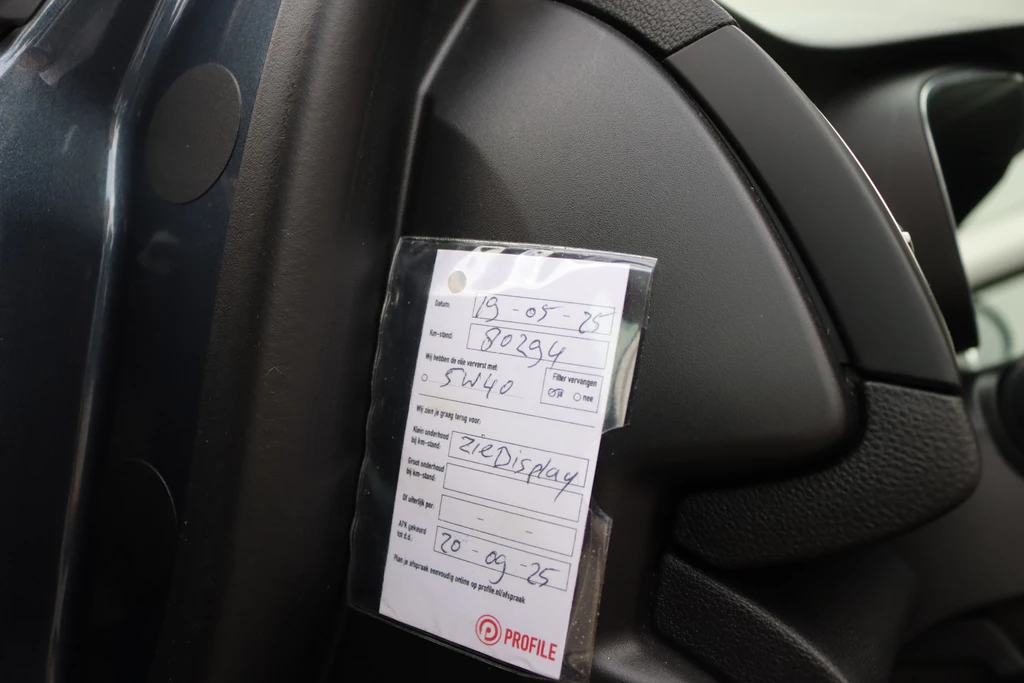 Datum: 19-05-25
Km-stand: 80294
Wij hebben de olie ververst met
5W40
Filter vervangen
ja nee
Wij zien je graag terug voor:
Klein onderhoud
bij km-stand: zie Display
Groot onderhoud
bij km-stand:
Of uiterlijk per: - -
APK gekeurd
tot d.d.: 20-09-25
Plan je afspraak eenvoudig online op profile.nl/afspraak
PROFILE